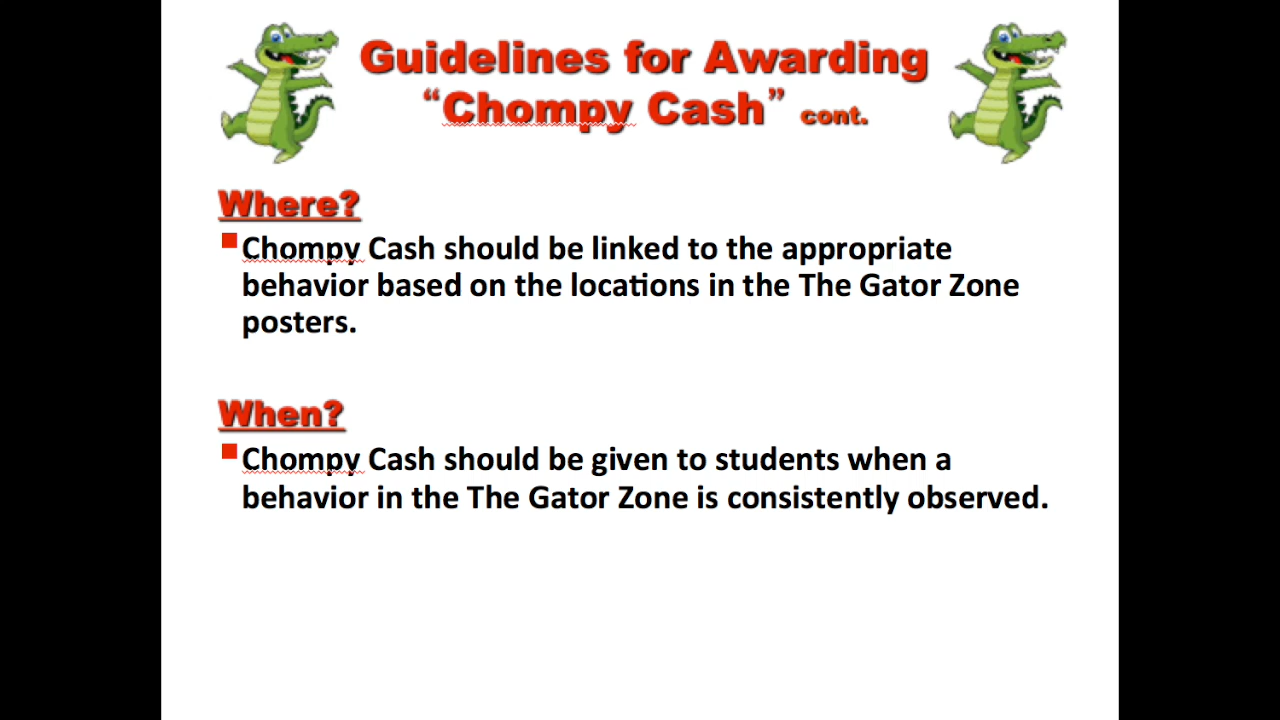 Guidelines for Awarding
“Chompy Cash” cont.
Where?
Chompy Cash should be linked to the appropriate
behavior based on the locations in the The Gator Zone
posters.
When?
Chompy Cash should be given to students when a
behavior in the The Gator Zone is consistently observed.